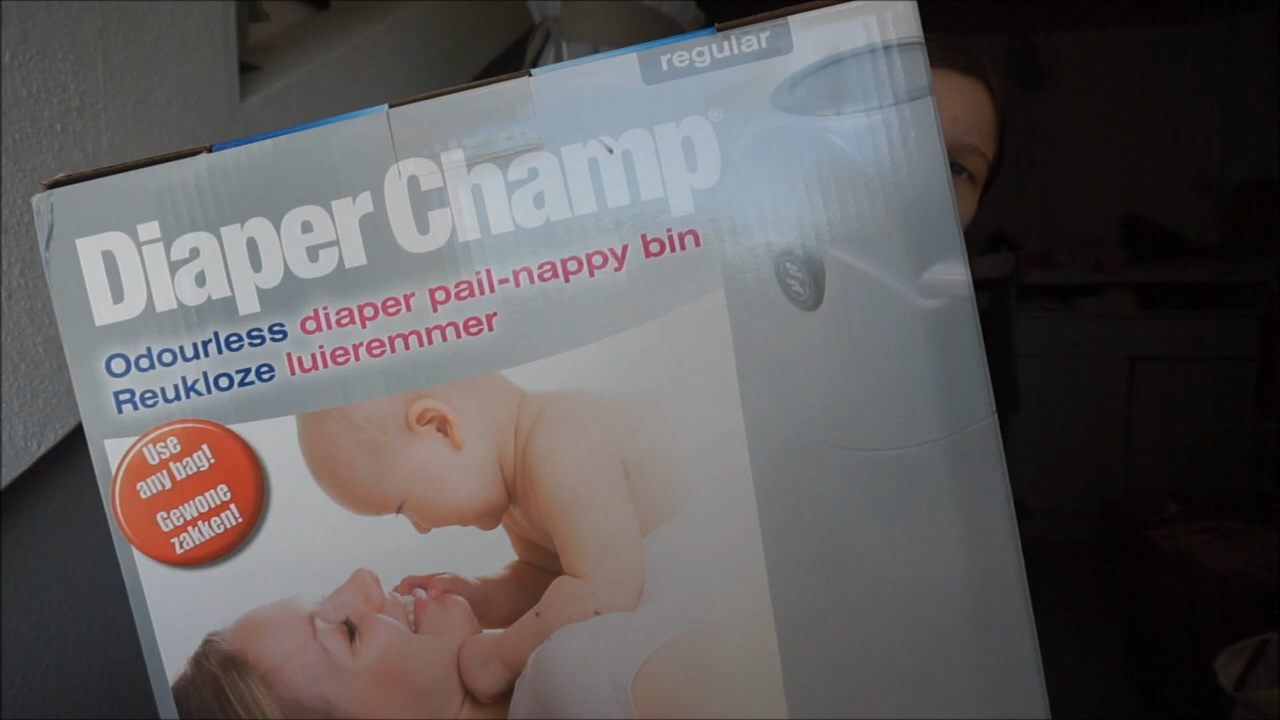 regular
Diaper Champ®
Odourless diaper pail-nappy bin
Reukloze luieremmer
Use
any bag!
Gewone
zakken!